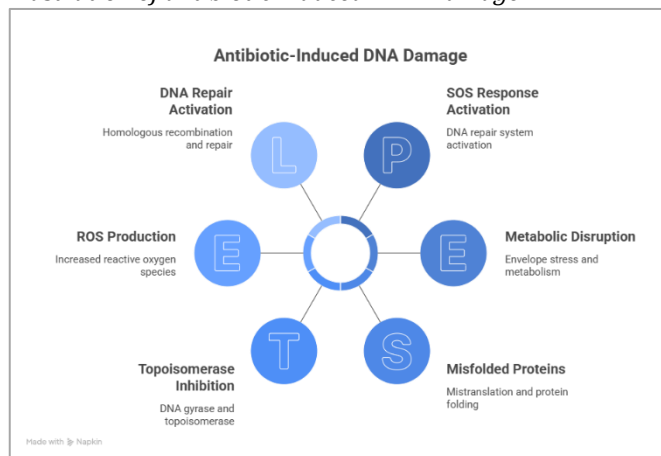 Antibiotic-Induced DNA Damage
DNA Repair
Activation
Homologous recombination
and repair
L
P
SOS Response
Activation
DNA repair system
activation
ROS Production
Increased reactive oxygen
species
E
E
Metabolic Disruption
Envelope stress and
metabolism
Topoisomerase
Inhibition
DNA gyrase and
topoisomerase
T
S
Misfolded Proteins
Mistranslation and protein
folding
Made with Napkin